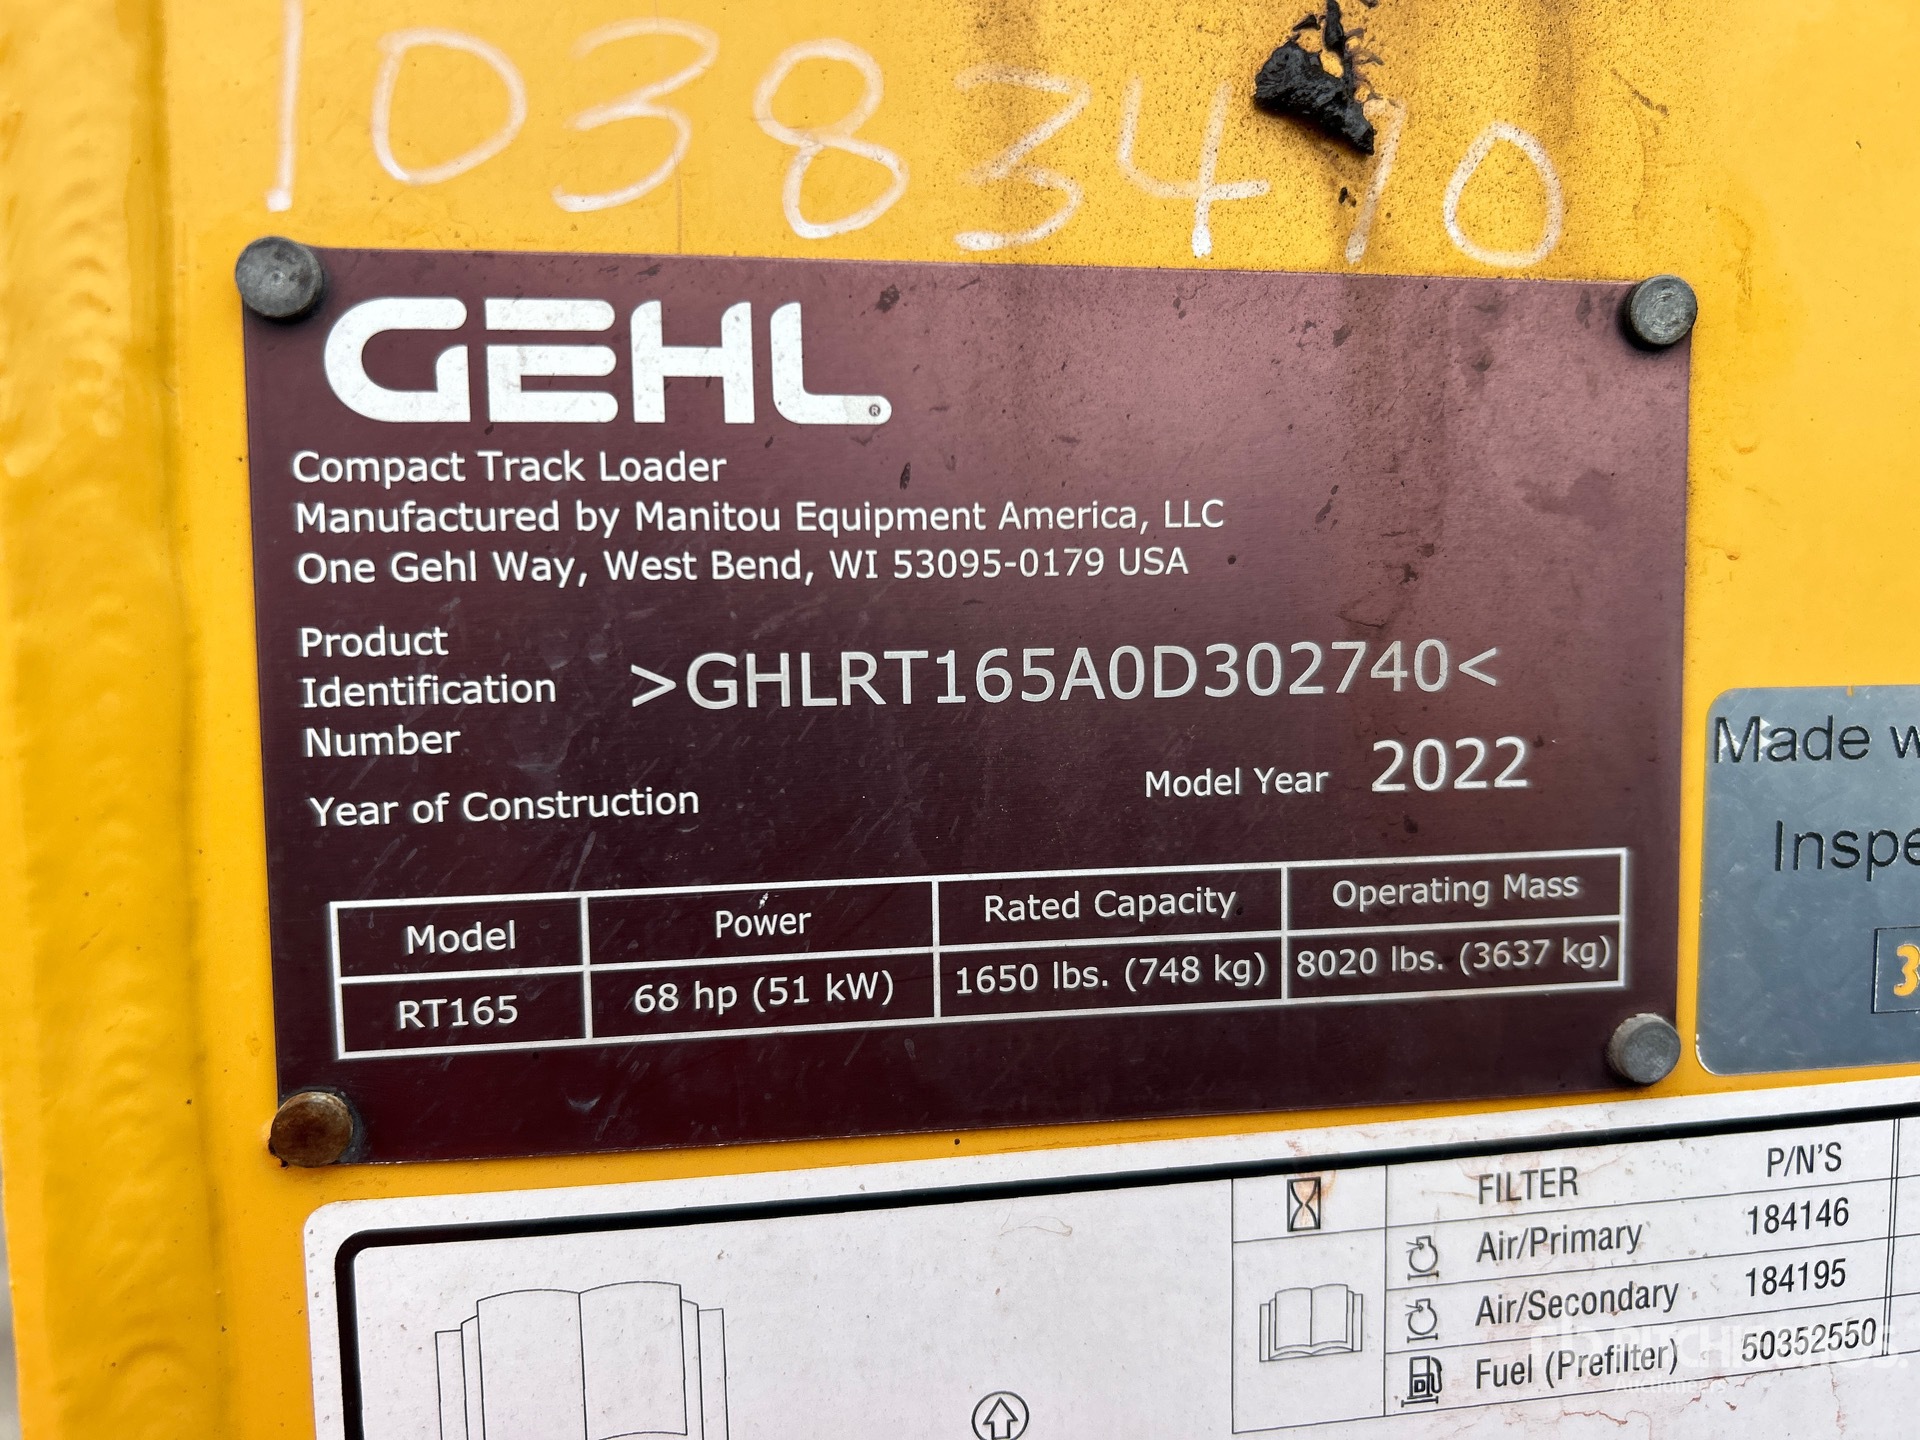 10383410
GEHL®
Compact Track Loader
Manufactured by Manitou Equipment America, LLC
One Gehl Way, West Bend, WI 53095-0179 USA
Product
Identification
Number
>GHLRT165A0D302740<
Model Year 2022
Year of Construction
Model Power Rated Capacity Operating Mass
RT165 68 hp (51 kW) 1650 lbs. (748 kg) 8020 lbs. (3637 kg)
Made
Inspe
3
FILTER P/N'S
Air/Primary 184146
Air/Secondary 184195
Fuel (Prefilter) 50352550
Auctioneers